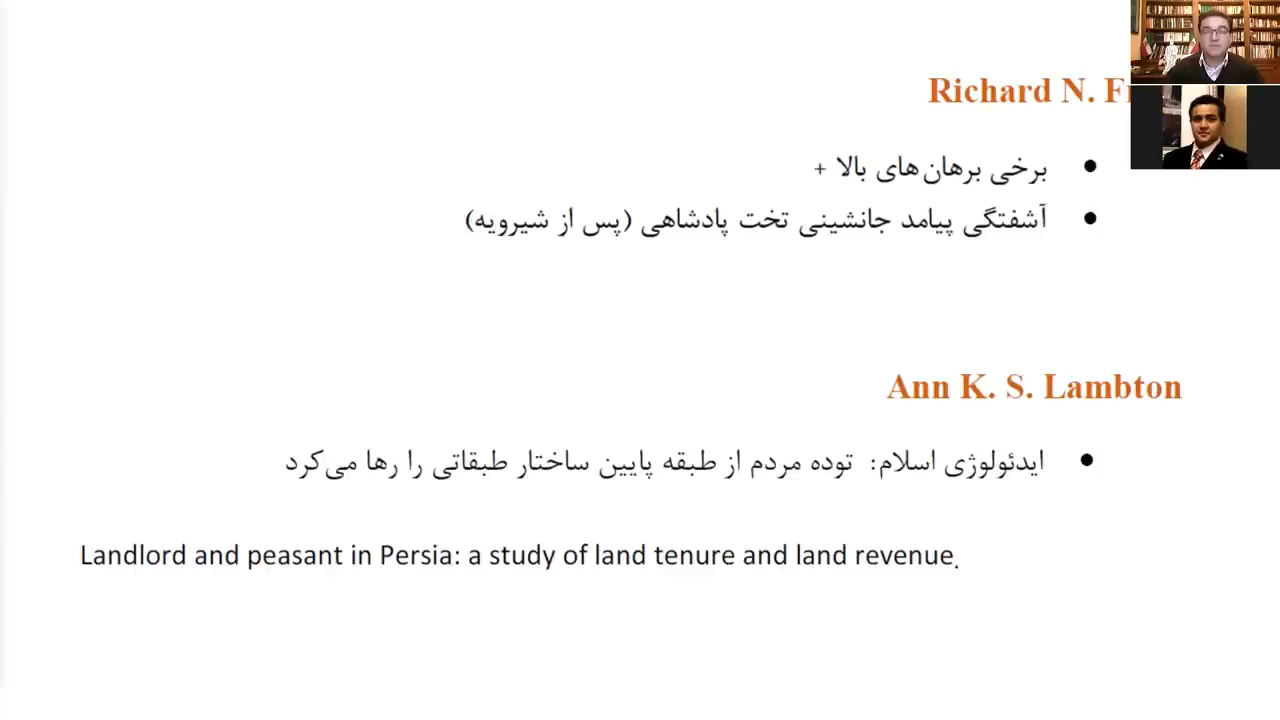 Richard N.
برخی برهان‌های بالا +
آشفتگی پیامد جانشینی تخت پادشاهی (پس از شیرویه)
Ann K. S. Lambton
ایدئولوژی اسلام: توده مردم از طبقه پایین ساختار طبقاتی را رها می‌کرد
Landlord and peasant in Persia: a study of land tenure and land revenue.